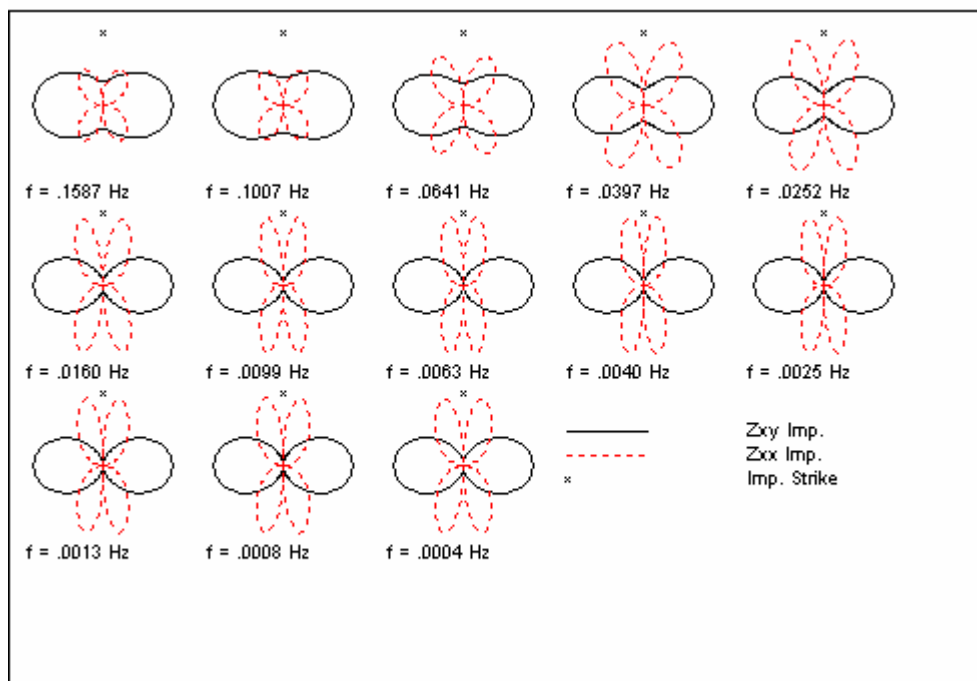 f = .1587 Hz
f = .1007 Hz
f = .0641 Hz
f = .0397 Hz
f = .0252 Hz
f = .0160 Hz
f = .0099 Hz
f = .0063 Hz
f = .0040 Hz
f = .0025 Hz
Zxy Imp.
Zxx Imp.
Imp. Strike
f = .0013 Hz
f = .0008 Hz
f = .0004 Hz